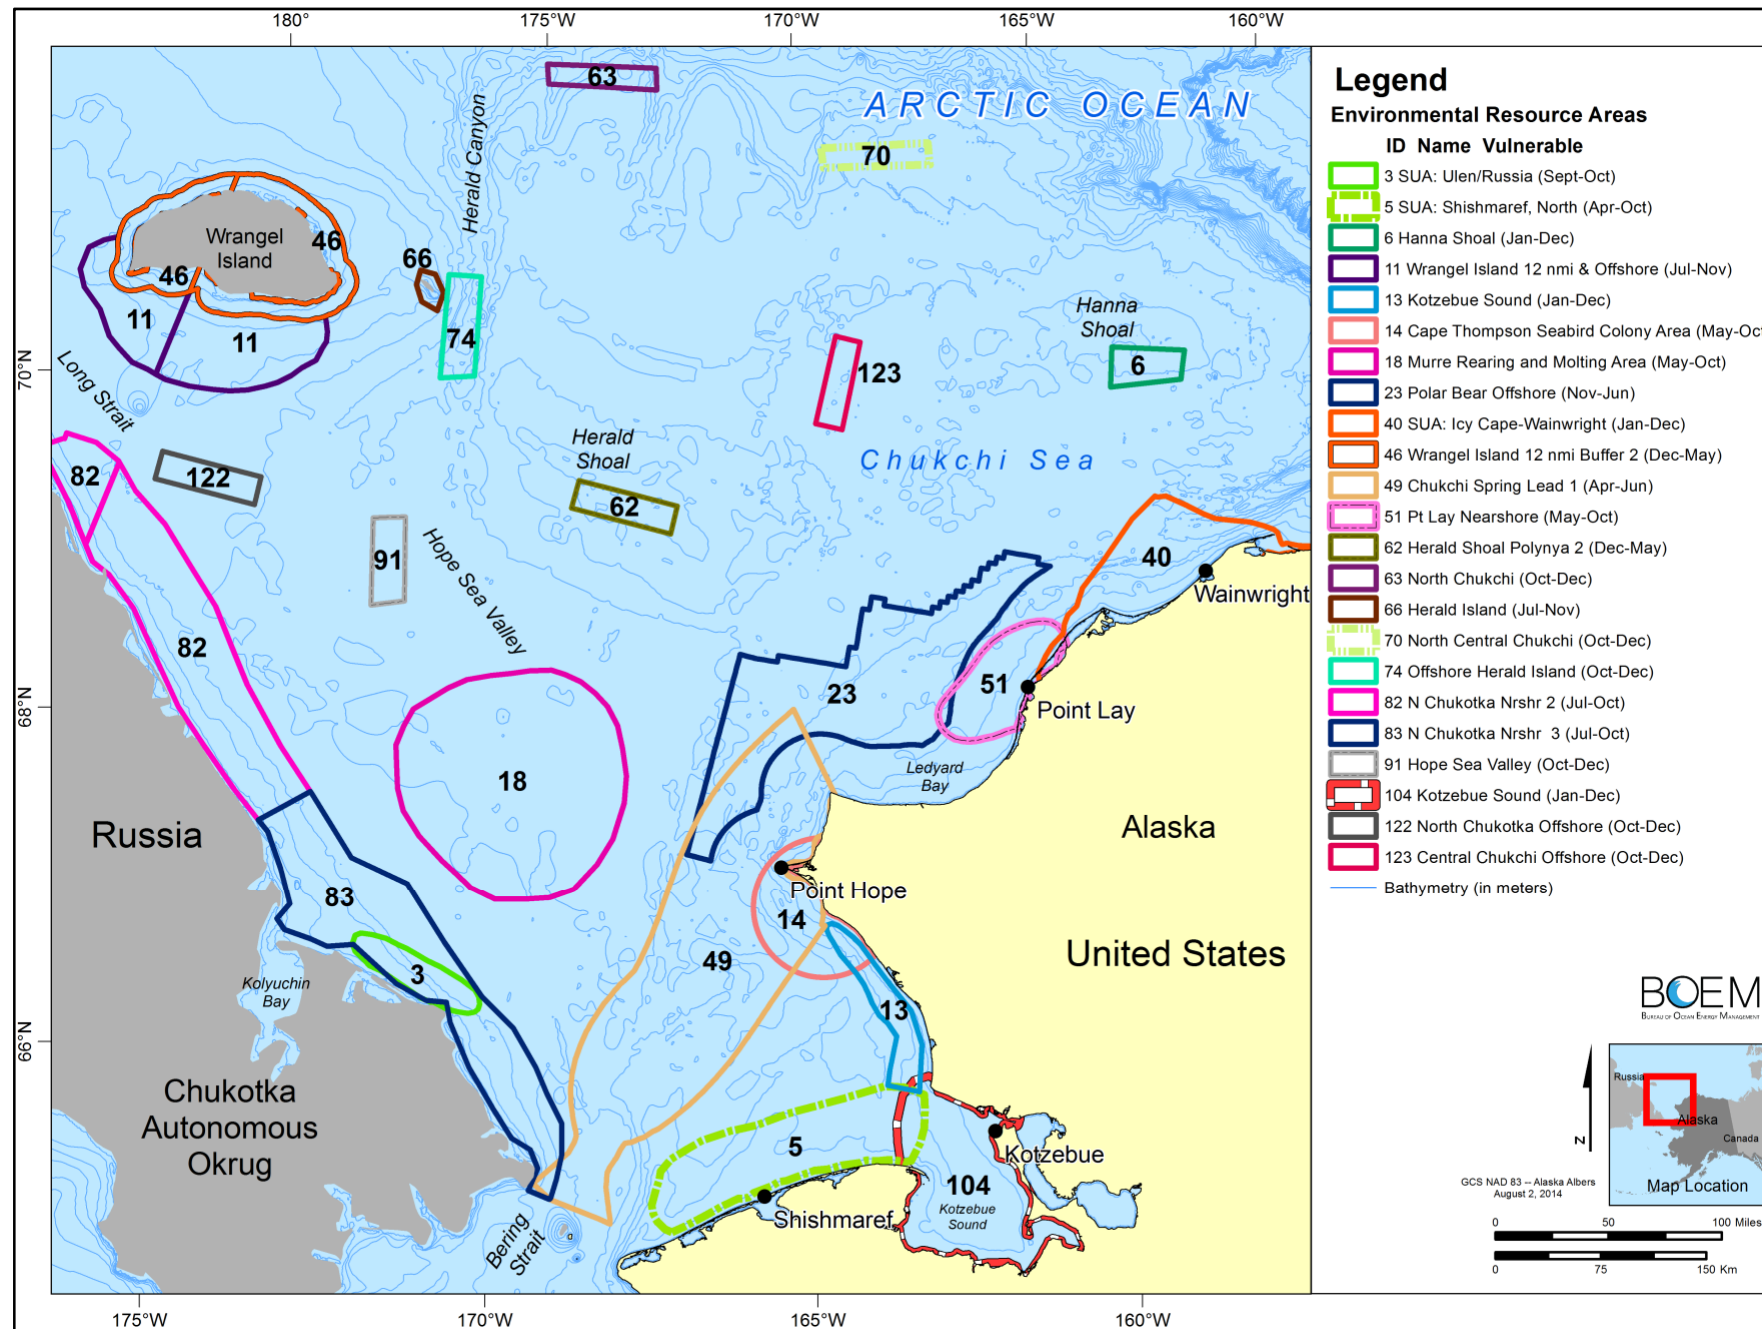 180°
175°W
170°W
165°W
160°W
63
ARCTIC OCEAN
Herald Canyon
70
Wrangel
Island
46
46
66
11
11
74
Hanna
Shoal
6
123
70°N
Long Strait
Herald
Shoal
Chukchi Sea
82
122
62
91
Hope Sea Valley
40
Wainwright
82
23
51
68°N
Point Lay
18
Ledyard
Bay
Russia
Alaska
Point Hope
83
14
49
United States
3
Kolyuchin
Bay
13
66°N
Chukotka
Autonomous
Okrug
5
Kotzebue
104
Kotzebue
Sound
Shishmaref
Bering
Strait
175°W
170°W
165°W
160°W
Legend
Environmental Resource Areas
ID Name Vulnerable
3 SUA: Ulen/Russia (Sept-Oct)
5 SUA: Shishmaref, North (Apr-Oct)
6 Hanna Shoal (Jan-Dec)
11 Wrangel Island 12 nmi & Offshore (Jul-Nov)
13 Kotzebue Sound (Jan-Dec)
14 Cape Thompson Seabird Colony Area (May-Oct
18 Murre Rearing and Molting Area (May-Oct)
23 Polar Bear Offshore (Nov-Jun)
40 SUA: Icy Cape-Wainwright (Jan-Dec)
46 Wrangel Island 12 nmi Buffer 2 (Dec-May)
49 Chukchi Spring Lead 1 (Apr-Jun)
51 Pt Lay Nearshore (May-Oct)
62 Herald Shoal Polynya 2 (Dec-May)
63 North Chukchi (Oct-Dec)
66 Herald Island (Jul-Nov)
70 North Central Chukchi (Oct-Dec)
74 Offshore Herald Island (Oct-Dec)
82 N Chukotka Nrshr 2 (Jul-Oct)
83 N Chukotka Nrshr 3 (Jul-Oct)
91 Hope Sea Valley (Oct-Dec)
104 Kotzebue Sound (Jan-Dec)
122 North Chukotka Offshore (Oct-Dec)
123 Central Chukchi Offshore (Oct-Dec)
Bathymetry (in meters)
BOEM
Bureau of Ocean Energy Management
Russia
Alaska
Canada
Map Location
N
GCS NAD 83 -- Alaska Albers
August 2, 2014
0 50 100 Miles
0 75 150 Km